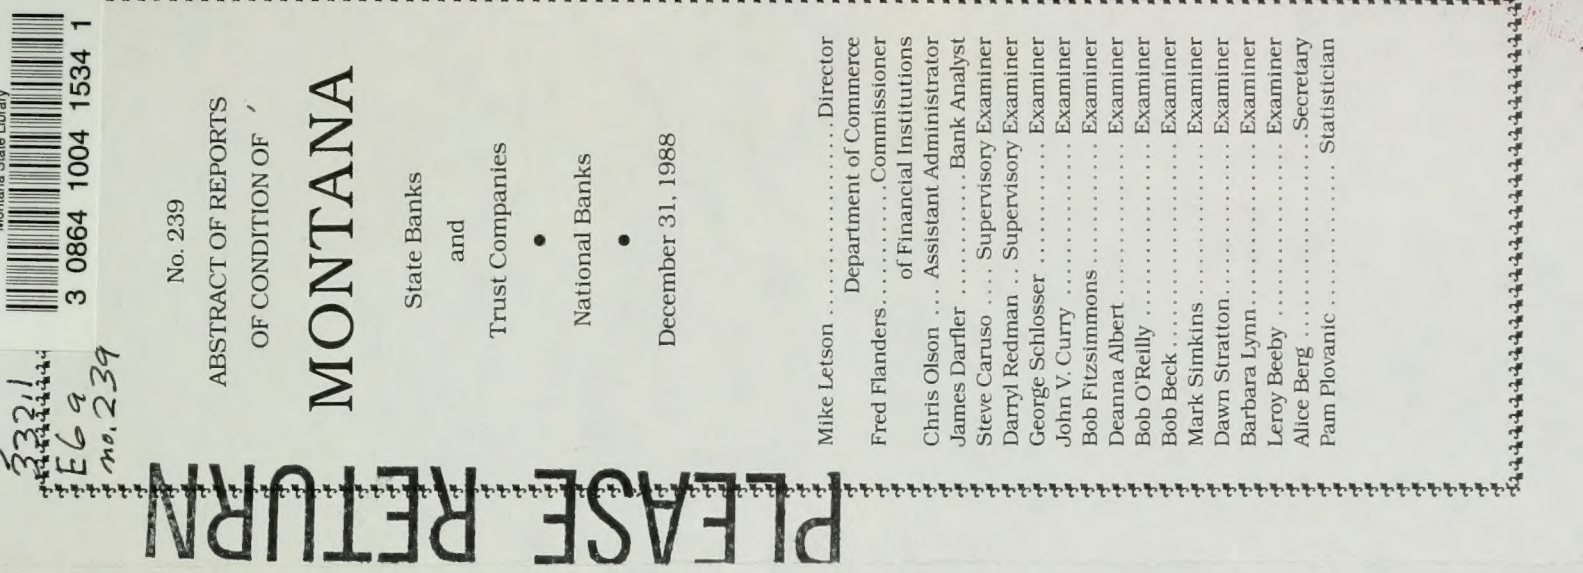 Montana State Library
3 0864 1004 1534 1
332.1
E6a
no.239
No. 239
ABSTRACT OF REPORTS
OF CONDITION OF
MONTANA
State Banks
and
Trust Companies
•
National Banks
•
December 31, 1988
Mike Letson ..................... Director
Department of Commerce
Fred Flanders ............. Commissioner
of Financial Institutions
Chris Olson ... Assistant Administrator
James Darfler ............ Bank Analyst
Steve Caruso .... Supervisory Examiner
Darryl Redman .. Supervisory Examiner
George Schlosser ............. Examiner
John V. Curry ................. Examiner
Bob Fitzsimmons ............. Examiner
Deanna Albert ................ Examiner
Bob O'Reilly ................... Examiner
Bob Beck ...................... Examiner
Mark Simkins ................ Examiner
Dawn Stratton ................ Examiner
Barbara Lynn ................. Examiner
Leroy Beeby .................. Examiner
Alice Berg ..................... Secretary
Pam Plovanic ............... Statistician
PLEASE RETURN